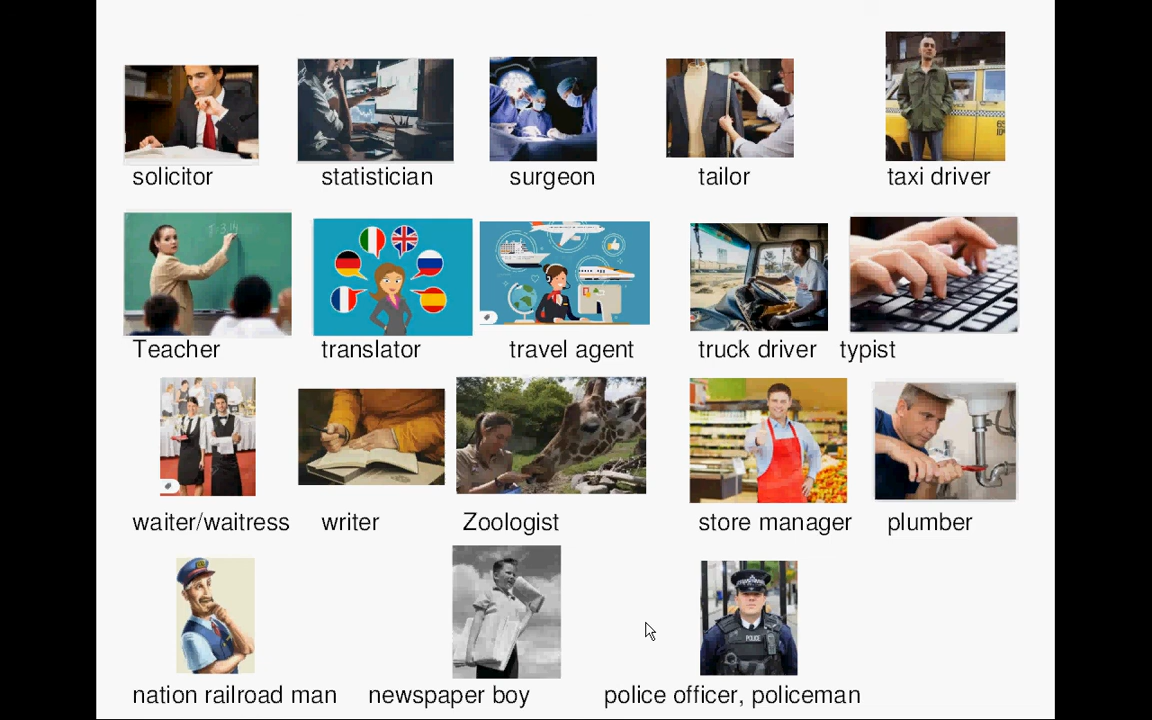 solicitor statistician surgeon tailor taxi driver
Teacher translator travel agent truck driver typist
waiter/waitress writer Zoologist store manager plumber
POLICE
nation railroad man newspaper boy police officer, policeman